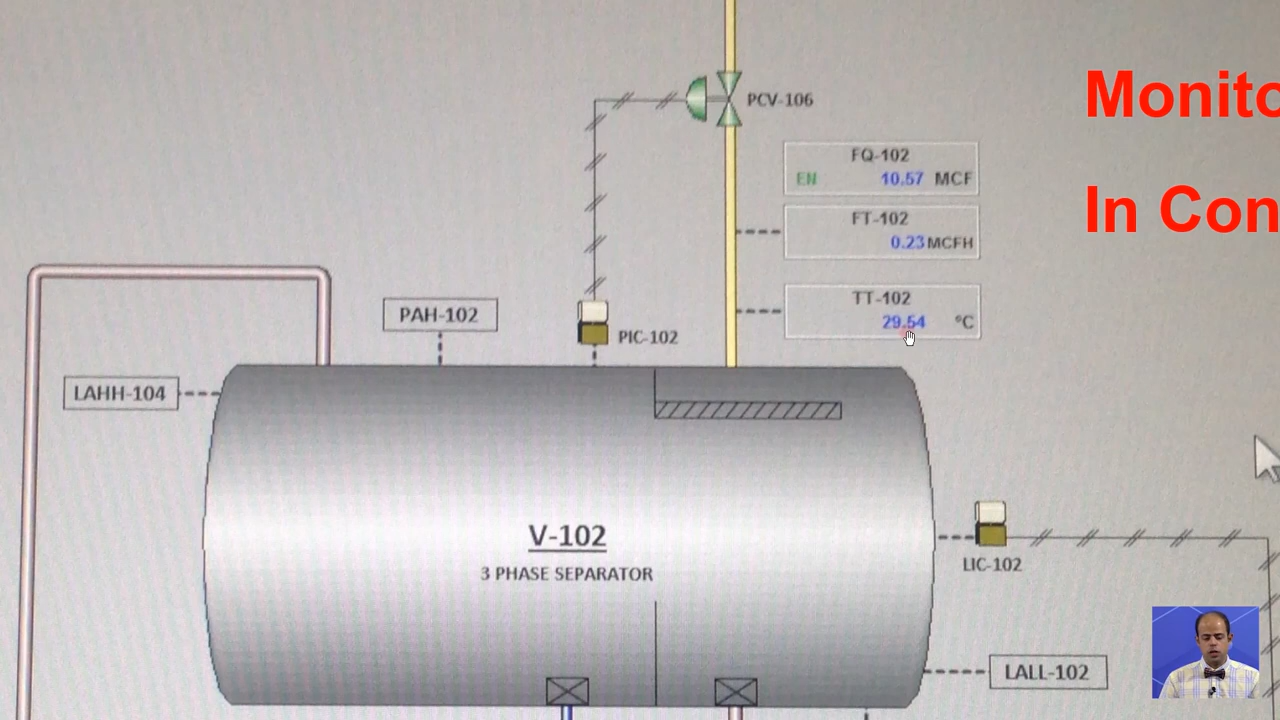 Monito
PCV-106
FQ-102
EN 10.57 MCF
In Con
FT-102
0.23 MCFH
TT-102
29.54 °C
PAH-102
PIC-102
LAHH-104
V-102
3 PHASE SEPARATOR
LIC-102
LALL-102